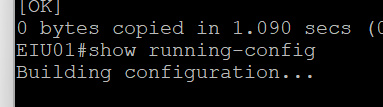 [OK]
0 bytes copied in 1.090 secs (
EIU01#show running-config
Building configuration...